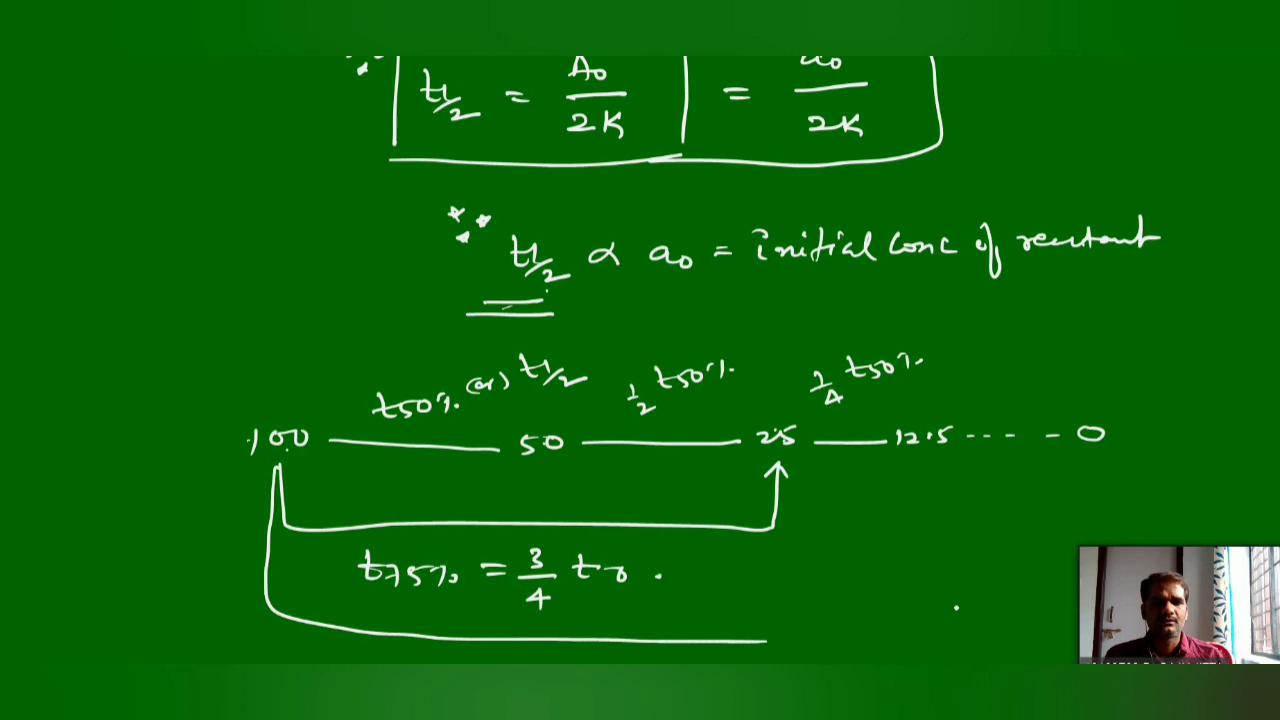 t1/2 = A0/2K = a0/2K
t1/2 ∝ a0 = initial conc of reactant
t50% (or) t1/2 1/2 t50% 1/4 t50%
100 — 50 — 25 — 12.5 ---- 0
t75% = 3/4 t